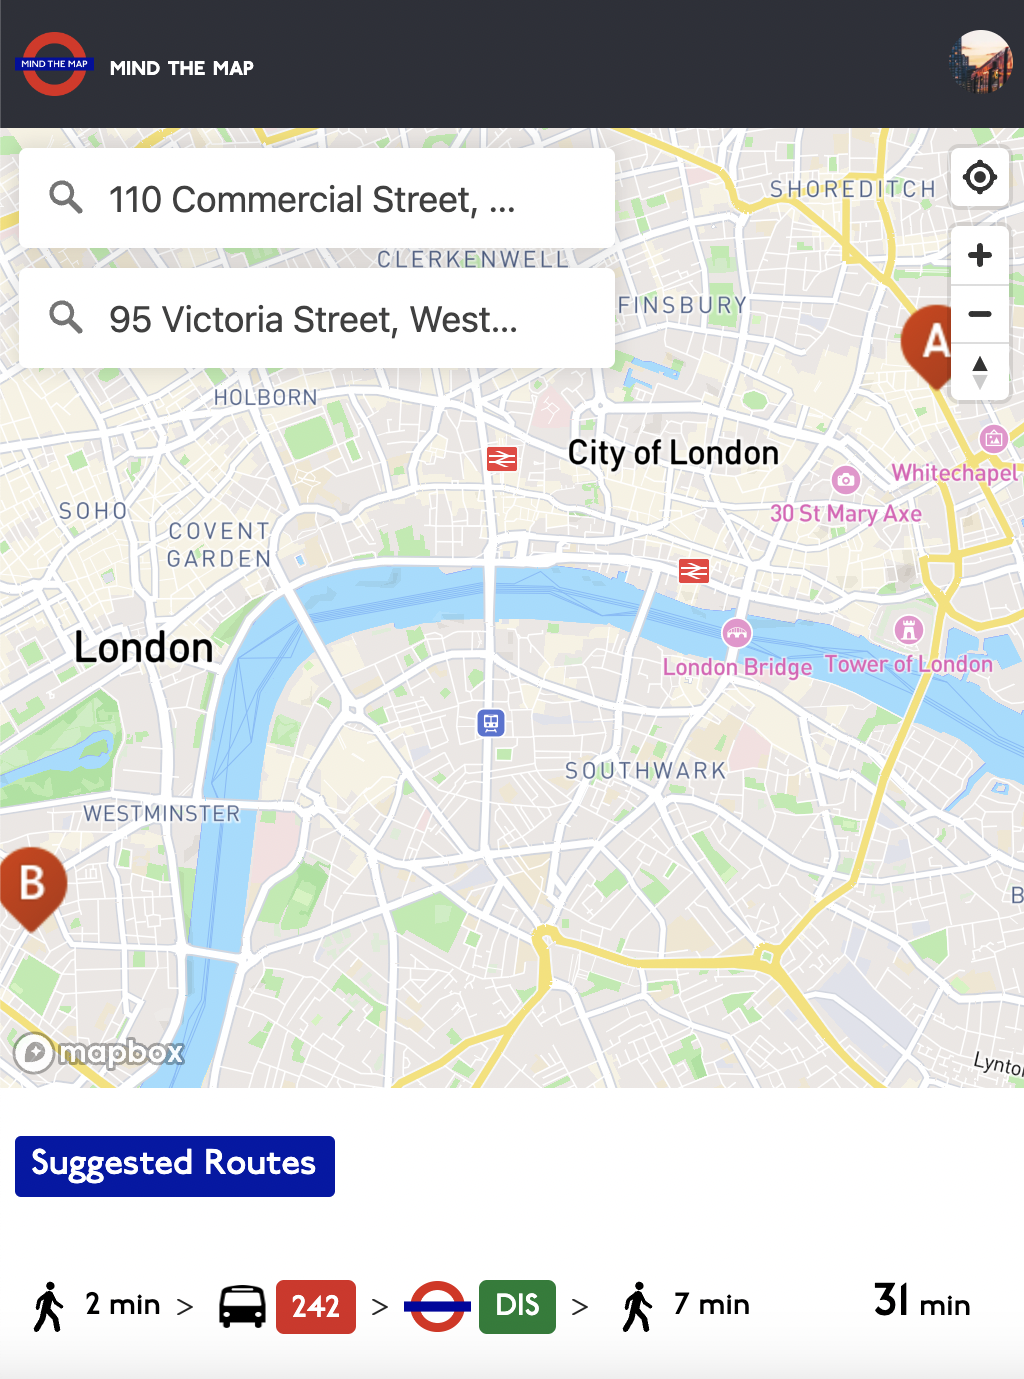 MIND THE MAP
MIND THE MAP
110 Commercial Street, ...
95 Victoria Street, West...
SHOREDITCH
CLERKENWELL
FINSBURY
A
HOLBORN
City of London
Whitechapel
SOHO
30 St Mary Axe
COVENT
GARDEN
London
London Bridge
Tower of London
SOUTHWARK
WESTMINSTER
B
B
Lynto
mapbox
Suggested Routes
2 min > 242 > DIS > 7 min 31 min